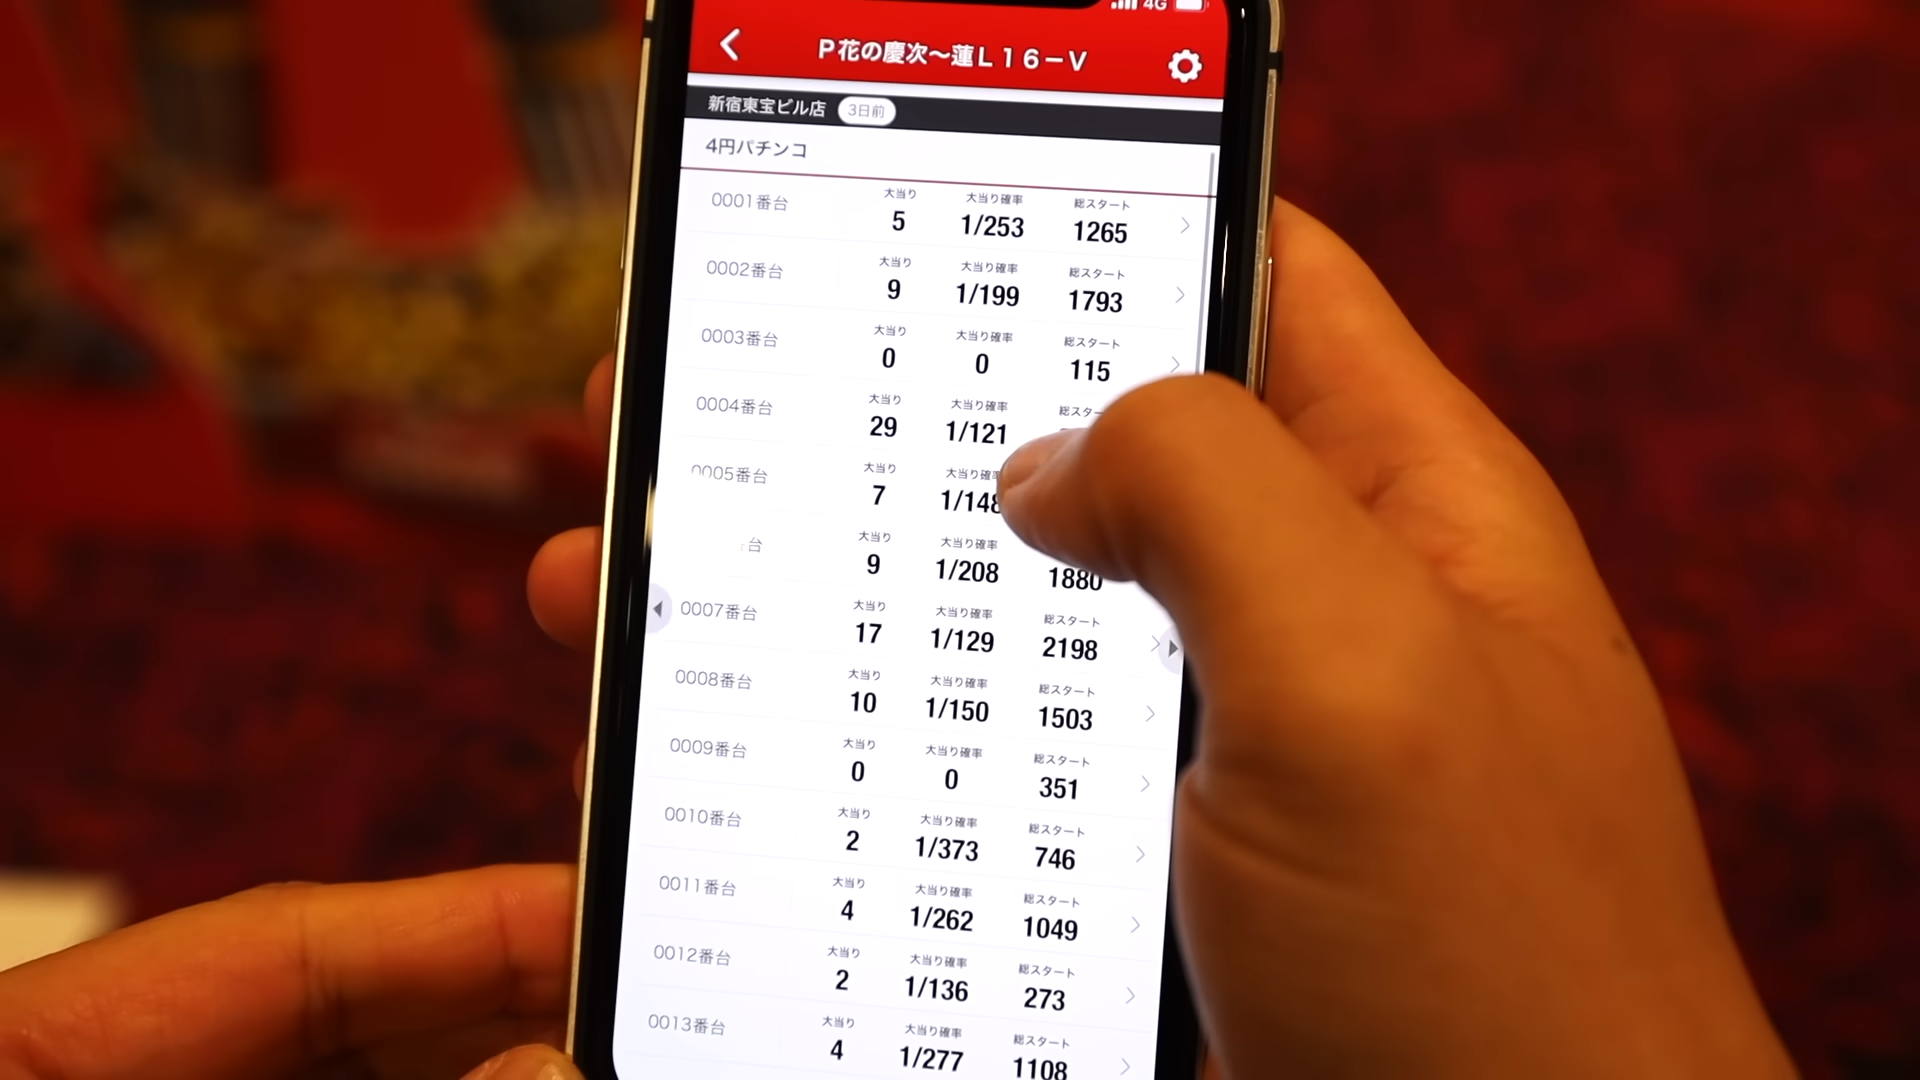 4G
P花の慶次～蓮L16-V
新宿東宝ビル店 3日前
4円パチンコ
0001番台 大当り 5 大当り確率 1/253 総スタート 1265
0002番台 大当り 9 大当り確率 1/199 総スタート 1793
0003番台 大当り 0 大当り確率 0 総スタート 115
0004番台 大当り 29 大当り確率 1/121 総スタ
0005番台 大当り 7 大当り確率 1/148
台 大当り 9 大当り確率 1/208 1880
0007番台 大当り 17 大当り確率 1/129 総スタート 2198
0008番台 大当り 10 大当り確率 1/150 総スタート 1503
0009番台 大当り 0 大当り確率 0 総スタート 351
0010番台 大当り 2 大当り確率 1/373 総スタート 746
0011番台 大当り 4 大当り確率 1/262 総スタート 1049
0012番台 大当り 2 大当り確率 1/136 総スタート 273
0013番台 大当り 4 大当り確率 1/277 総スタート 1108